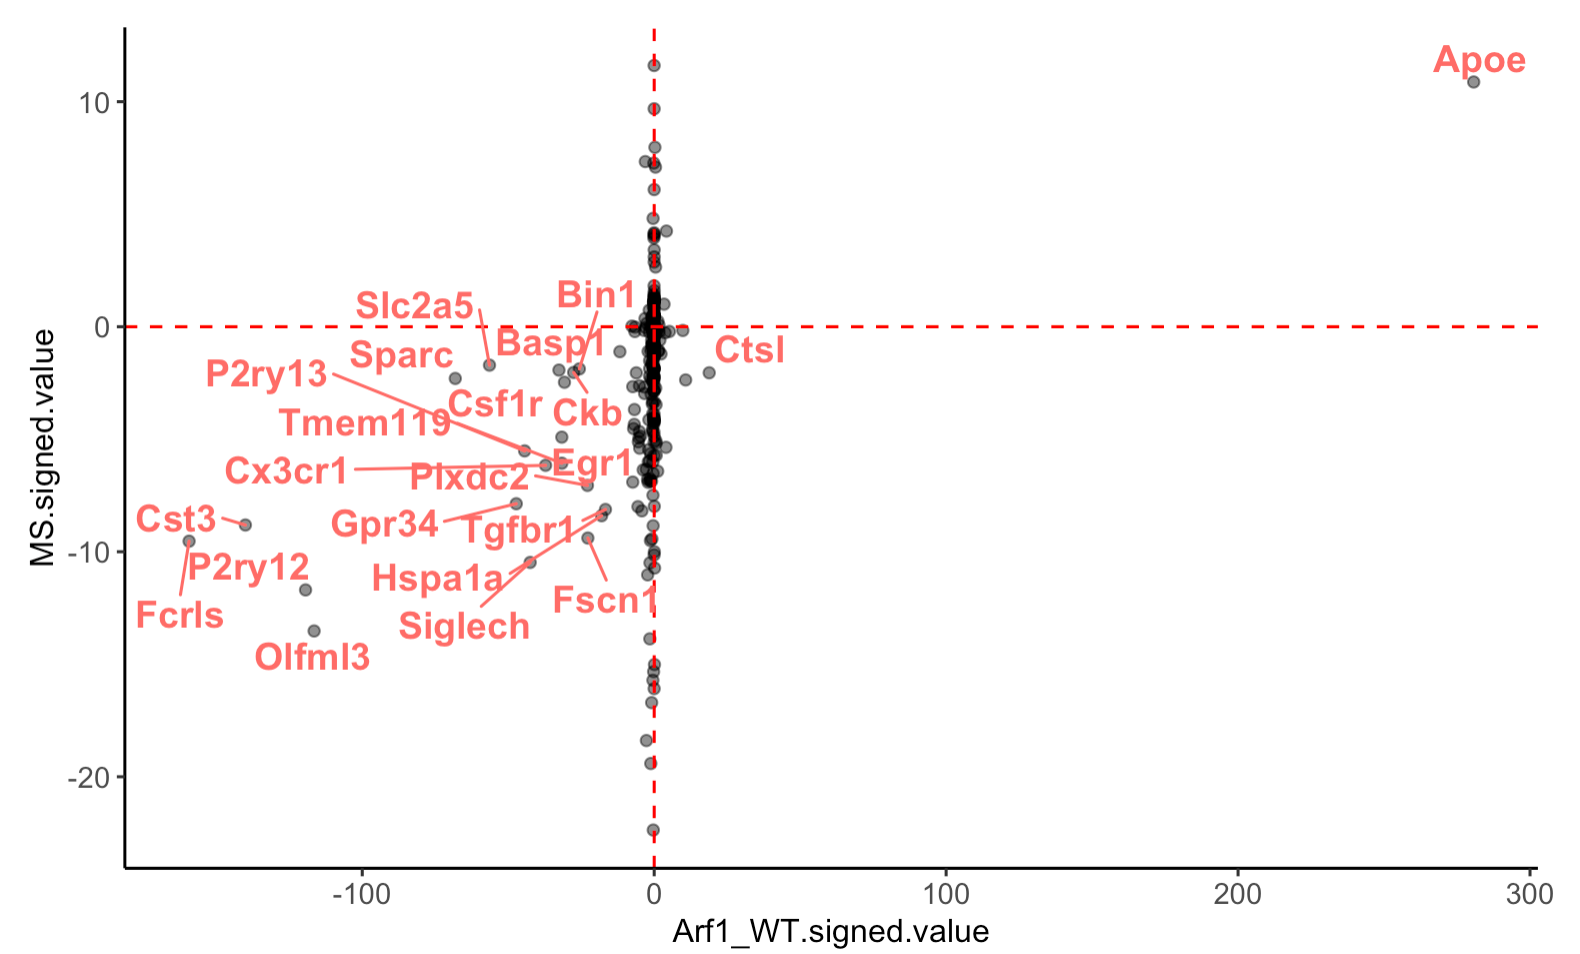 Apoe
10
Bin1
Slc2a5
0
Basp1
Ctsl
Sparc
P2ry13
Csf1r
Ckb
Tmem119
Egr1
Cx3cr1
Plxdc2
Cst3
Gpr34
Tgfbr1
-10
P2ry12
Hspa1a
Fscn1
Fcrls
Siglech
Olfml3
-20
MS.signed.value
-100
0
100
200
300
Arf1_WT.signed.value